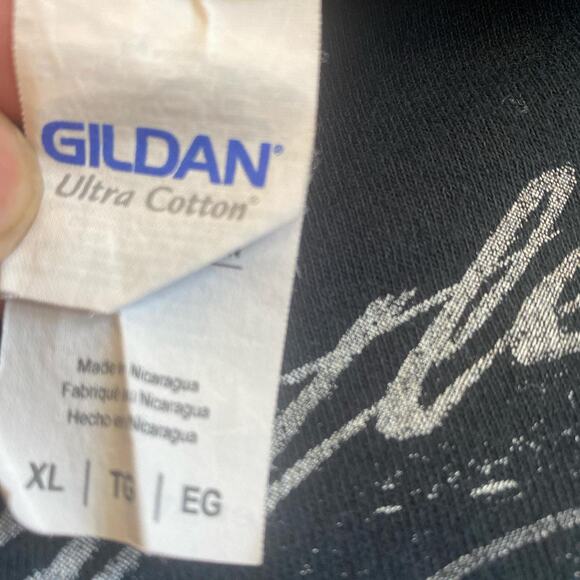 GILDAN®
Ultra Cotton®
Made in Nicaragua
Fabriqué au Nicaragua
Hecho en Nicaragua
XL | TG | EG